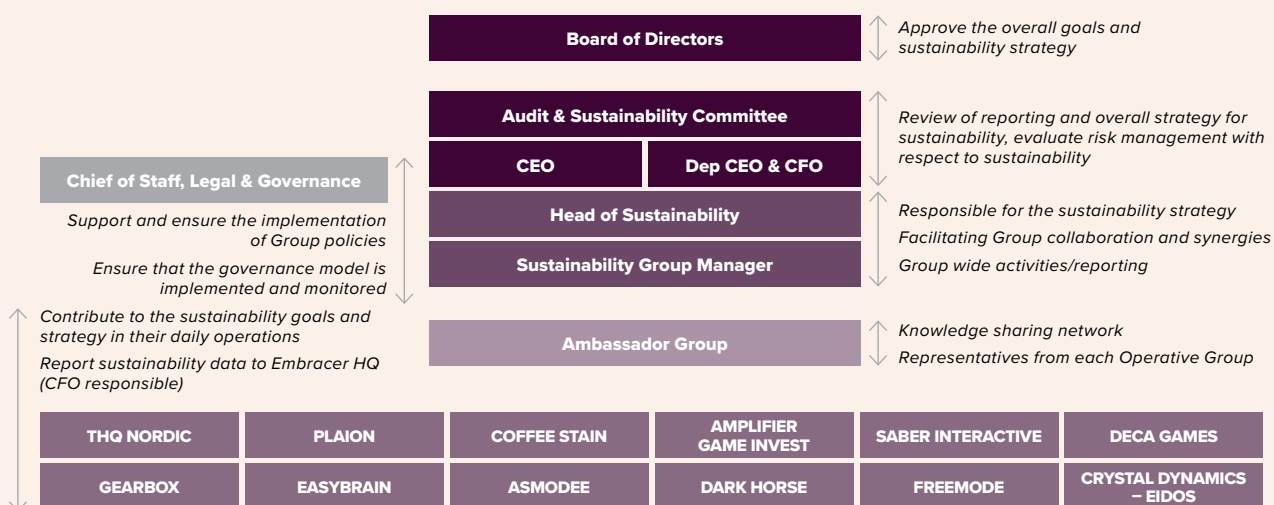 Board of Directors
Approve the overall goals and
sustainability strategy
Audit & Sustainability Committee
CEO
Dep CEO & CFO
Review of reporting and overall strategy for
sustainability, evaluate risk management with
respect to sustainability
Chief of Staff, Legal & Governance
Support and ensure the implementation
of Group policies
Ensure that the governance model is
implemented and monitored
Head of Sustainability
Sustainability Group Manager
Responsible for the sustainability strategy
Facilitating Group collaboration and synergies
Group wide activities/reporting
Contribute to the sustainability goals and
strategy in their daily operations
Report sustainability data to Embracer HQ
(CFO responsible)
Ambassador Group
Knowledge sharing network
Representatives from each Operative Group
THQ NORDIC
PLAION
COFFEE STAIN
AMPLIFIER
GAME INVEST
SABER INTERACTIVE
DECA GAMES
GEARBOX
EASYBRAIN
ASMODEE
DARK HORSE
FREEMODE
CRYSTAL DYNAMICS
– EIDOS